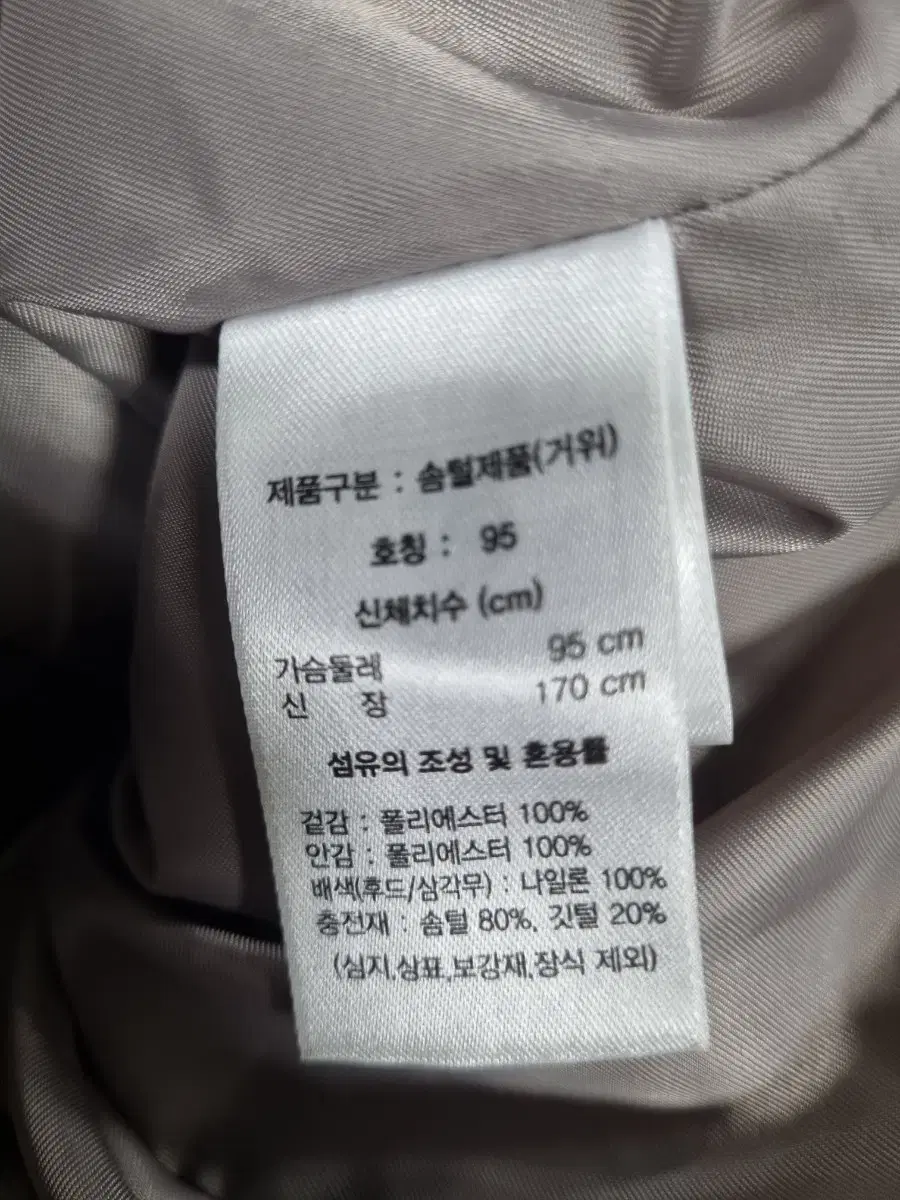 제품구분 : 솜털제품(거위)
호칭 : 95
신체치수 (cm)
가슴둘레 95 cm
신 장 170 cm
섬유의 조성 및 혼용률
겉감 : 폴리에스터 100%
안감 : 폴리에스터 100%
배색(후드/삼각무) : 나일론 100%
충전재 : 솜털 80%, 깃털 20%
(심지,상표,보강재,장식 제외)